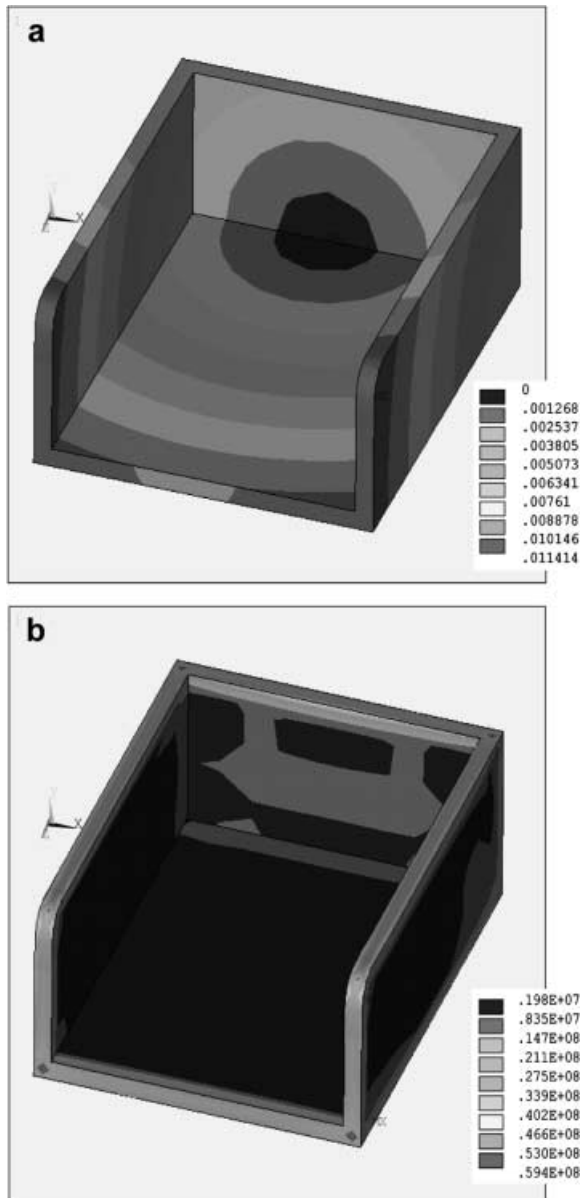 a
X
Z
0
.001268
.002537
.003805
.005073
.006341
.00761
.008878
.010146
.011414
b
X
.198E+07
.835E+07
.147E+08
.211E+08
.275E+08
.339E+08
.402E+08
.466E+08
.530E+08
.594E+08